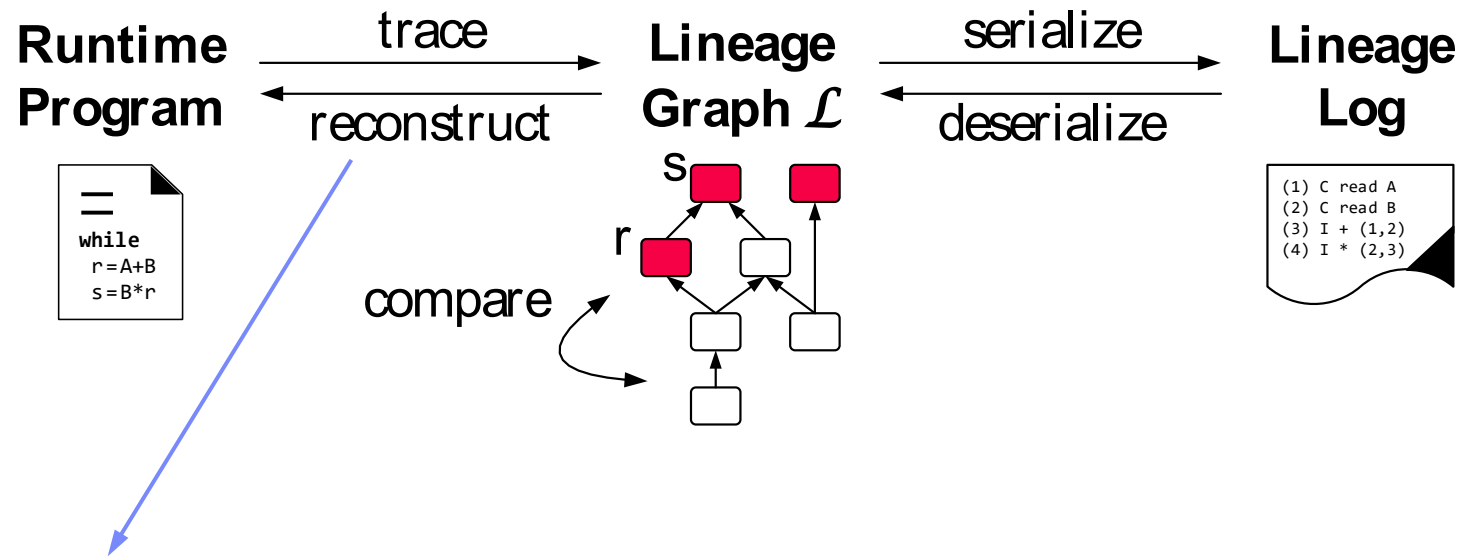 Runtime
Program
trace
reconstruct
Lineage
Graph ℒ
serialize
deserialize
Lineage
Log
while
r=A+B
s=B*r
s
r
compare
(1) C read A
(2) C read B
(3) I + (1,2)
(4) I * (2,3)